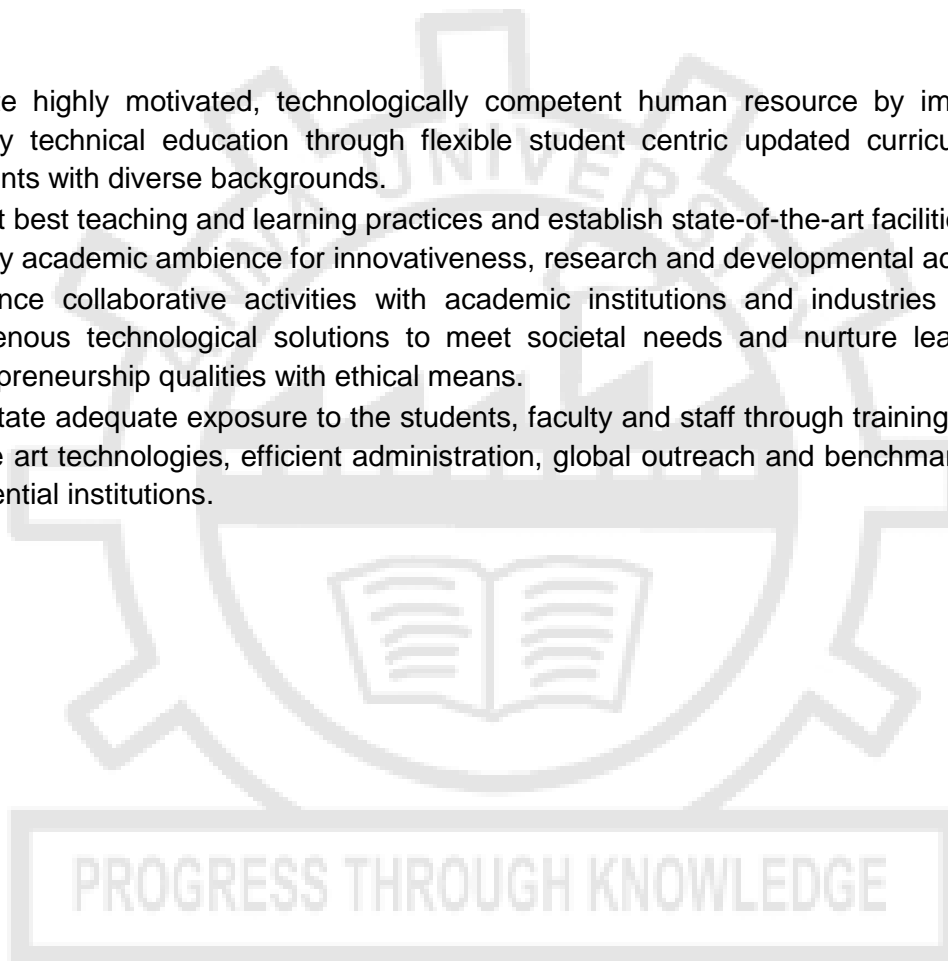 e highly motivated, technologically competent human resource by im
y technical education through flexible student centric updated curricu
nts with diverse backgrounds.
t best teaching and learning practices and establish state-of-the-art faciliti
y academic ambience for innovativeness, research and developmental ac
nce collaborative activities with academic institutions and industries
enous technological solutions to meet societal needs and nurture lea
preneurship qualities with ethical means.
tate adequate exposure to the students, faculty and staff through training
e art technologies, efficient administration, global outreach and benchmar
ential institutions.
ANNA UNIVERSITY
PROGRESS THROUGH KNOWLEDGE